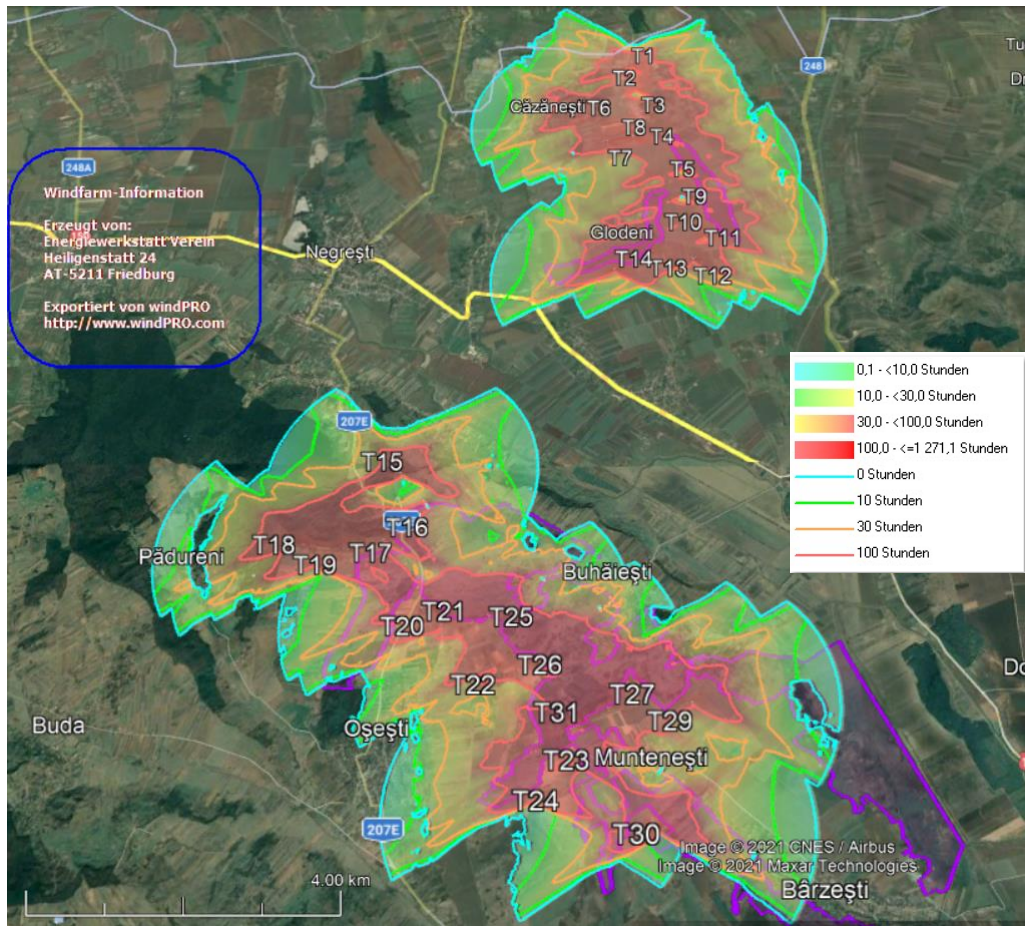 T1
248
Tu
T2
D
Căzănești
T6
T3
T8
T4
T7
248A
T5
Windfarm-Information
T9
Erzeugt von:
Energiewerkstatt Verein
Heiligenstatt 24
AT-5211 Friedburg
Negrești
Glodeni
T10
T11
T14
T13
T12
Exportiert von windPRO
http://www.windPRO.com
0,1 - <10,0 Stunden
10,0 - <30,0 Stunden
30,0 - <100,0 Stunden
100,0 - <=1 271,1 Stunden
0 Stunden
10 Stunden
30 Stunden
100 Stunden
207E
T15
T16
T18
T17
T19
Pădureni
Buhăiești
T21
T25
T20
T26
T22
T27
Do
T31
T29
Buda
Oșești
T23
Muntenești
T24
207E
T30
Image © 2021 CNES / Airbus
Image © 2021 Maxar Technologies
4.00 km
Bârzești